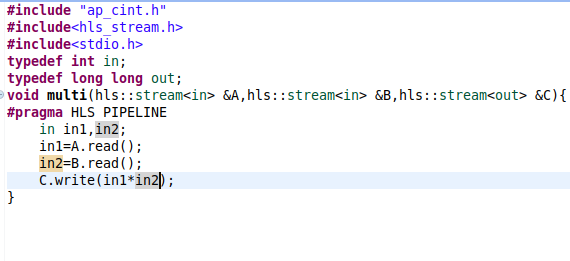 #include "ap_cint.h"
#include<hls_stream.h>
#include<stdio.h>
typedef int in;
typedef long long out;
void multi(hls::stream<in> &A,hls::stream<in> &B,hls::stream<out> &C){
#pragma HLS PIPELINE
    in in1,in2;
    in1=A.read();
    in2=B.read();
    C.write(in1*in2);
}